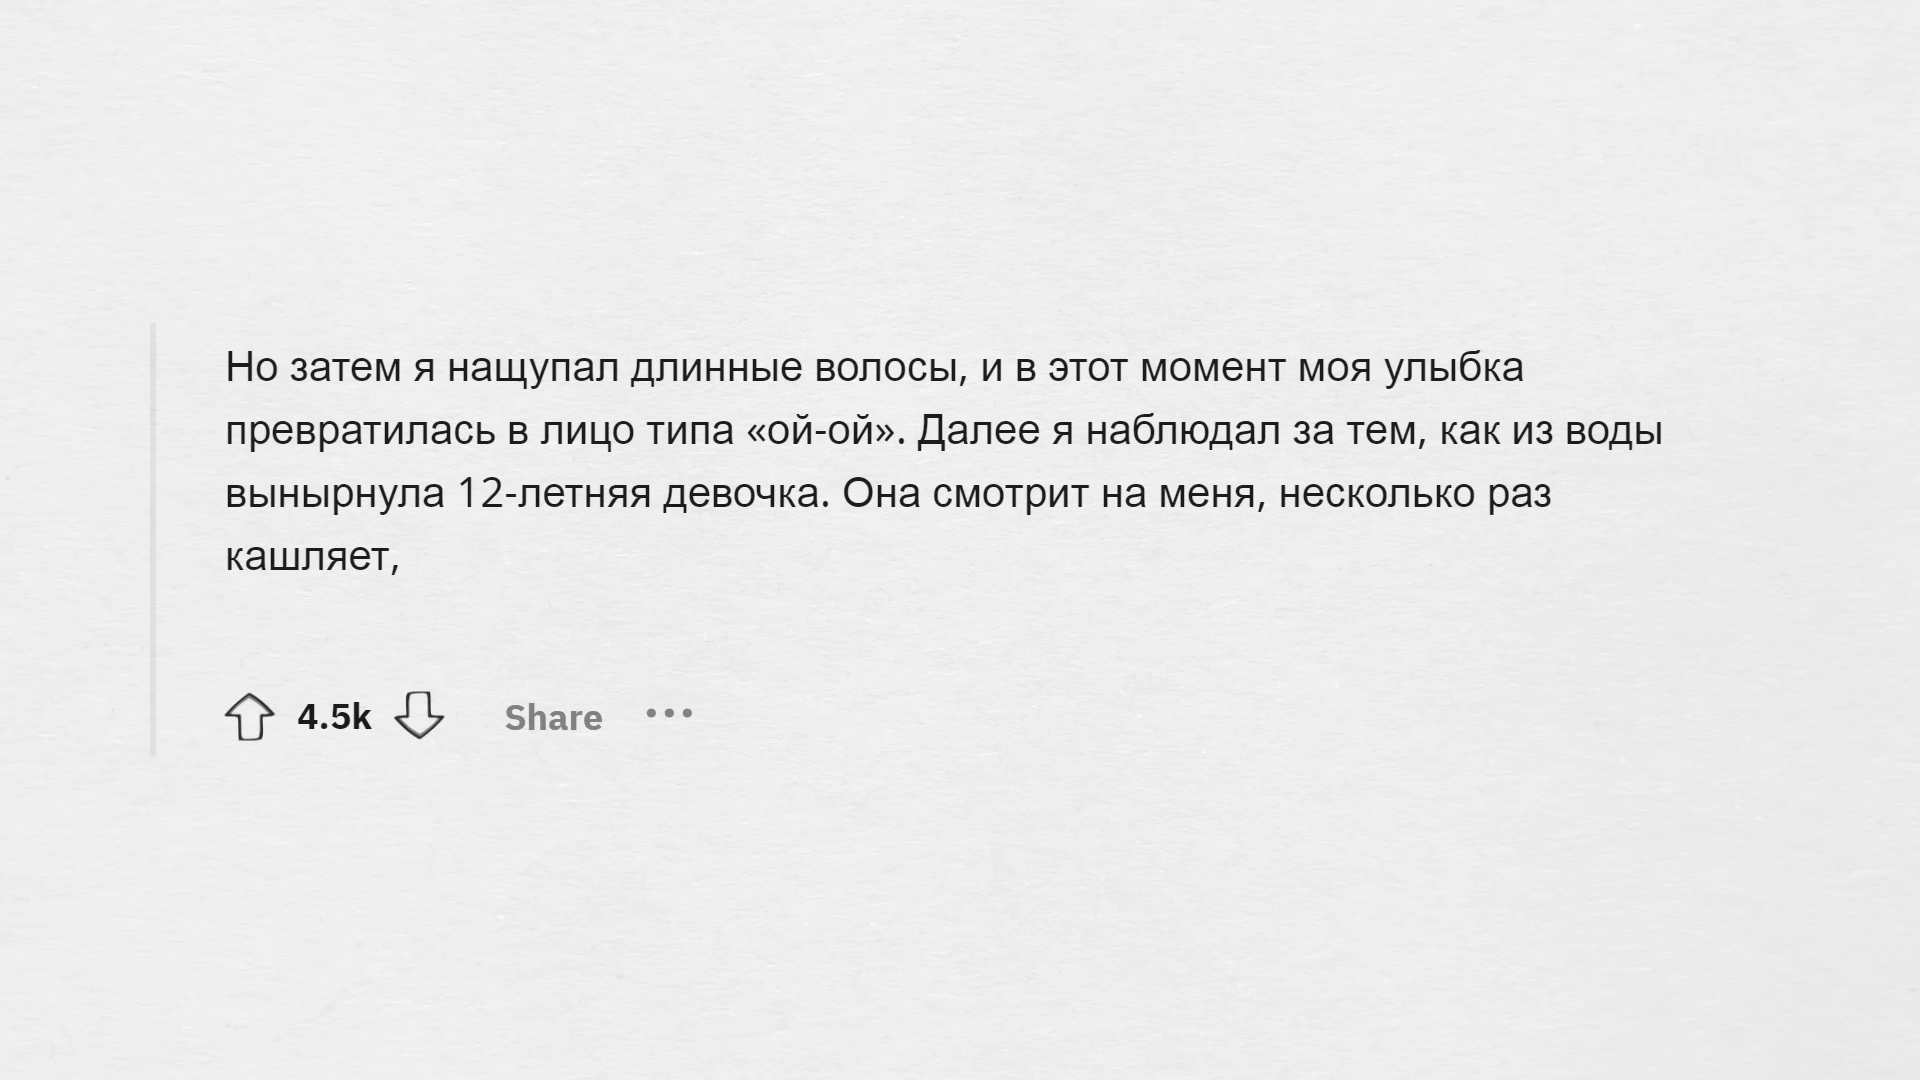 Но затем я нащупал длинные волосы, и в этот момент моя улыбка
превратилась в лицо типа «ой-ой». Далее я наблюдал за тем, как из воды
вынырнула 12-летняя девочка. Она смотрит на меня, несколько раз
кашляет,
4.5k Share